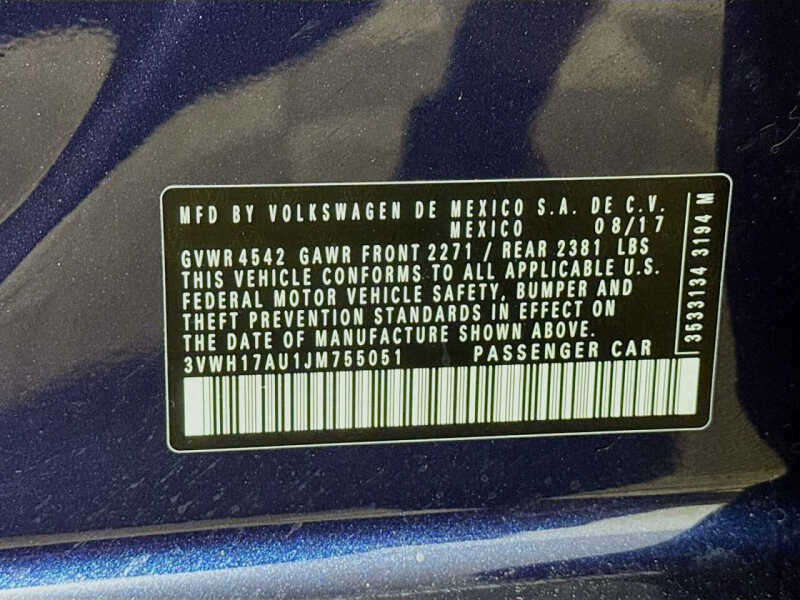 MFD BY VOLKSWAGEN DE MEXICO S.A. DE C.V.
MEXICO 08/17
GVWR 4542 GAWR FRONT 2271 / REAR 2381 LBS
THIS VEHICLE CONFORMS TO ALL APPLICABLE U.S.
FEDERAL MOTOR VEHICLE SAFETY, BUMPER AND
THEFT PREVENTION STANDARDS IN EFFECT ON
THE DATE OF MANUFACTURE SHOWN ABOVE.
3VWH17AU1JM755051 PASSENGER CAR
3533134 3194 M